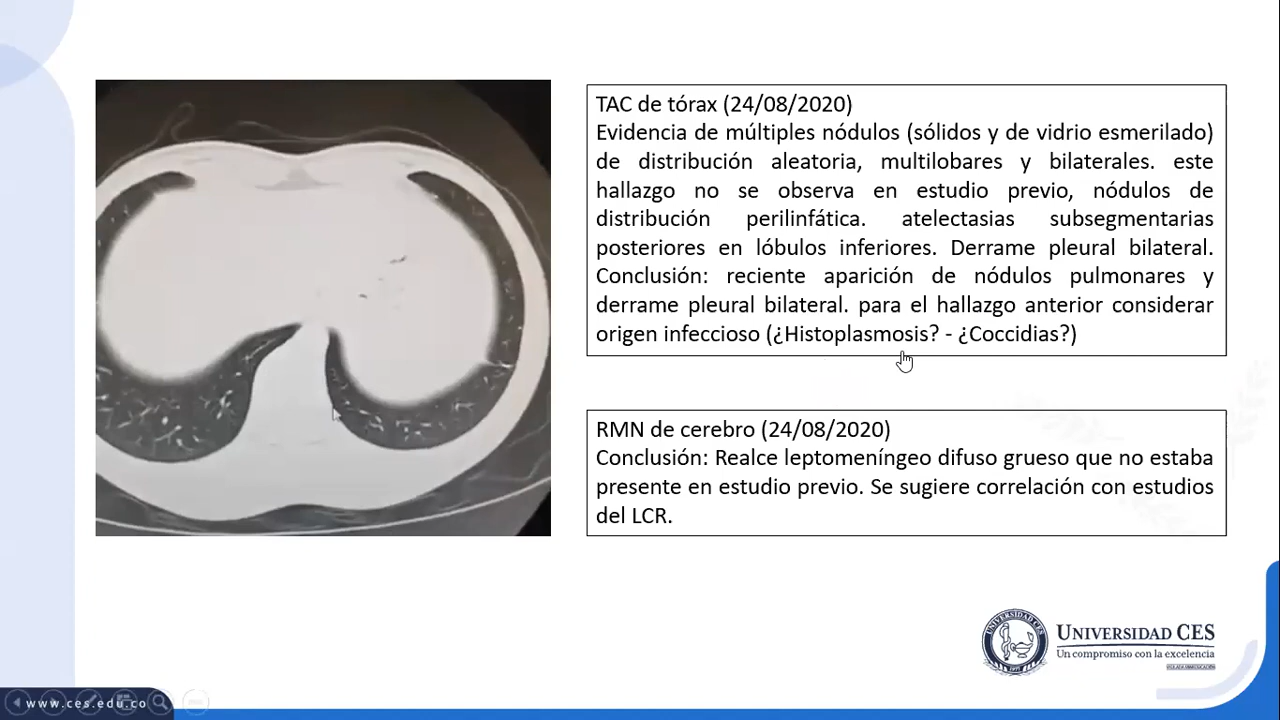 TAC de tórax (24/08/2020)
Evidencia de múltiples nódulos (sólidos y de vidrio esmerilado)
de distribución aleatoria, multilobares y bilaterales. este
hallazgo no se observa en estudio previo, nódulos de
distribución perilinfática. atelectasias subsegmentarias
posteriores en lóbulos inferiores. Derrame pleural bilateral.
Conclusión: reciente aparición de nódulos pulmonares y
derrame pleural bilateral. para el hallazgo anterior considerar
origen infeccioso (¿Histoplasmosis? - ¿Coccidias?)
RMN de cerebro (24/08/2020)
Conclusión: Realce leptomeníngeo difuso grueso que no estaba
presente en estudio previo. Se sugiere correlación con estudios
del LCR.
UNIVERSIDAD CES
Un compromiso con la excelencia
www.ces.edu.co